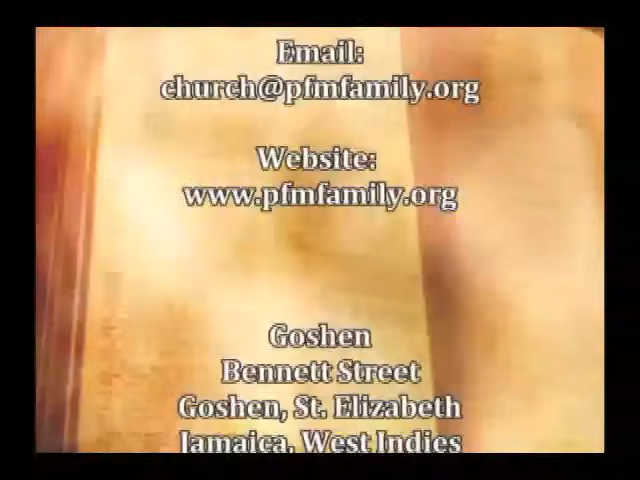 Email:
church@pfmfamily.org
Website:
www.pfmfamily.org
Goshen
Bennett Street
Goshen, St. Elizabeth
Jamaica, West Indies